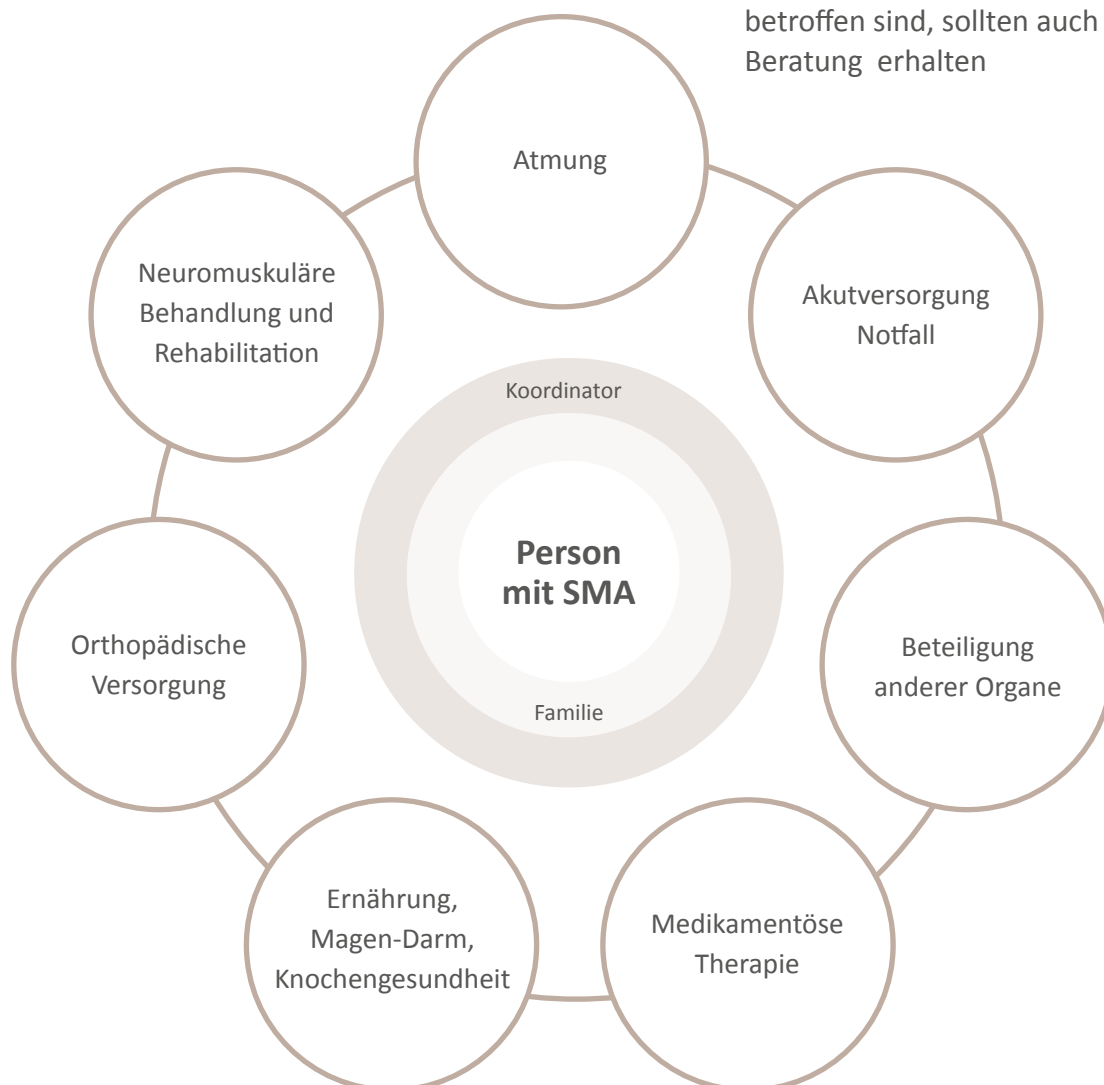 betroffen sind, sollten auch
Beratung erhalten
Atmung
Neuromuskuläre
Behandlung und
Rehabilitation
Akutversorgung
Notfall
Koordinator
Person
mit SMA
Familie
Orthopädische
Versorgung
Beteiligung
anderer Organe
Ernährung,
Magen-Darm,
Knochengesundheit
Medikamentöse
Therapie